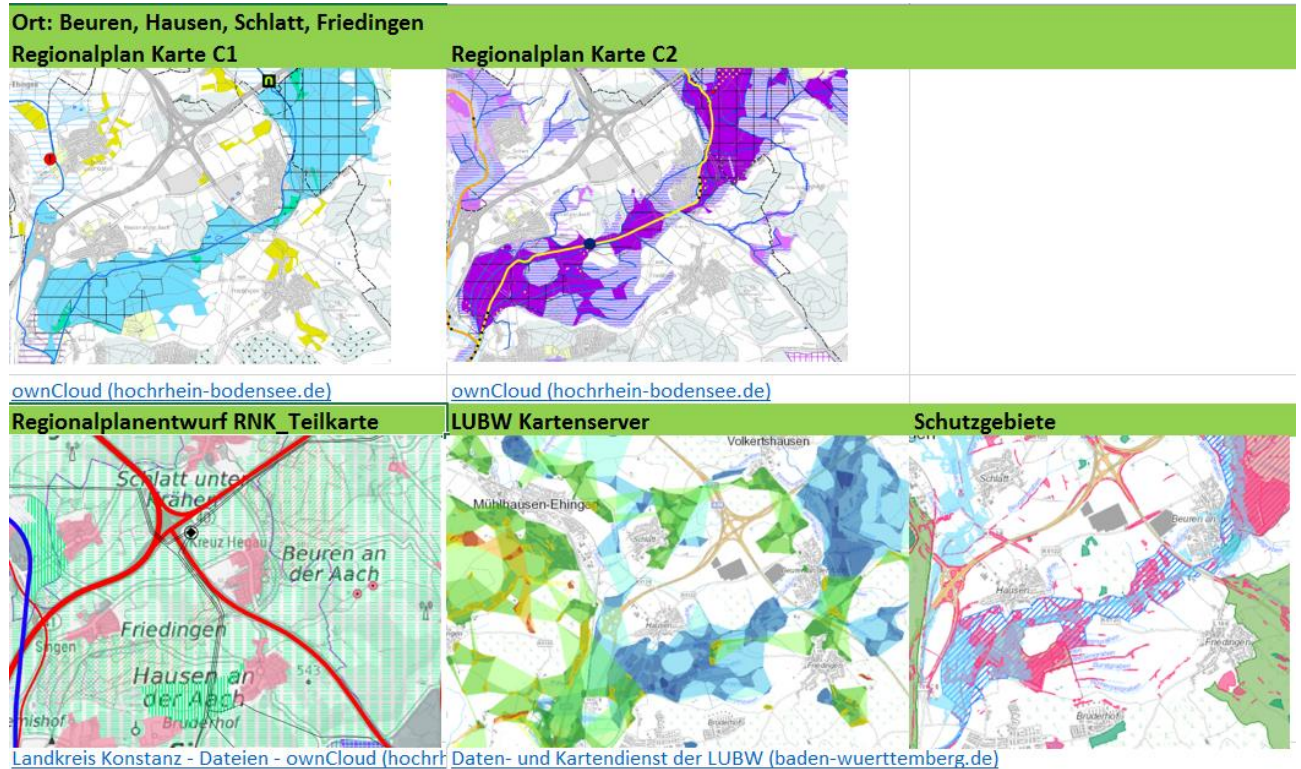 Ort: Beuren, Hausen, Schlatt, Friedingen
Regionalplan Karte C1
Regionalplan Karte C2
n
ownCloud (hochrhein-bodensee.de)
ownCloud (hochrhein-bodensee.de)
Regionalplanentwurf RNK_Teilkarte
LUBW Kartenserver
Schutzgebiete
Schlatt unter
Krähen
Kreuz Hegau
Beuren an
der Aach
Friedingen
Singen
Hausen an
der Aach
543
Bruderhof
Volkertshausen
Mühlhausen-Ehingen
Schlatt
Hausen
Friedingen
Bruderhof
Schlatt
Beuren an
Hausen
Friedingen
Bruderhof
Landkreis Konstanz - Dateien - ownCloud (hochr
Daten- und Kartendienst der LUBW (baden-wuerttemberg.de)